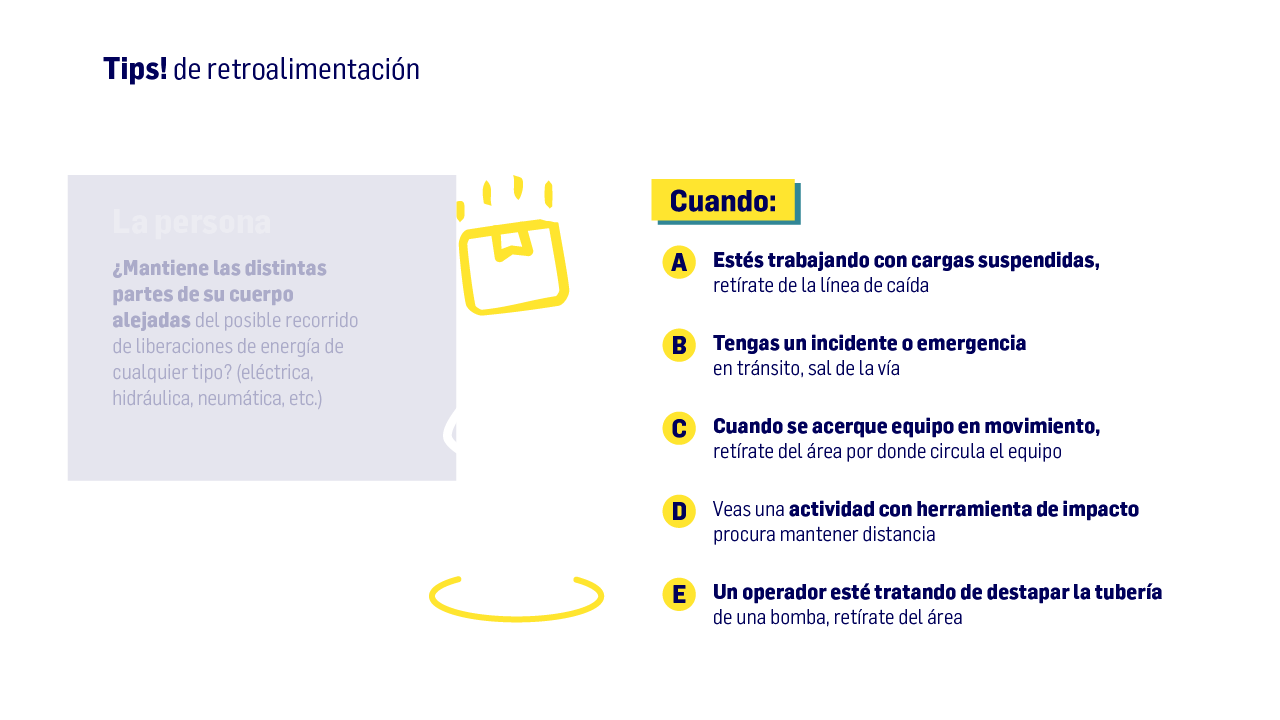 Tips! de retroalimentación
La persona
¿Mantiene las distintas
partes de su cuerpo
alejadas del posible recorrido
de liberaciones de energía de
cualquier tipo? (eléctrica,
hidráulica, neumática, etc.)
Cuando:
A
Estés trabajando con cargas suspendidas,
retírate de la línea de caída
B
Tengas un incidente o emergencia
en tránsito, sal de la vía
C
Cuando se acerque equipo en movimiento,
retírate del área por donde circula el equipo
D
Veas una actividad con herramienta de impacto
procura mantener distancia
E
Un operador esté tratando de destapar la tubería
de una bomba, retírate del área